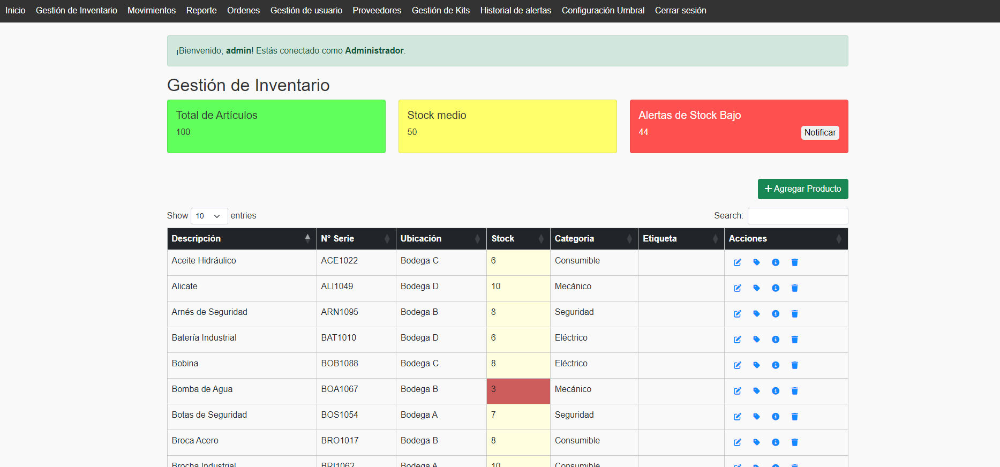 Inicio Gestión de Inventario Movimientos Reporte Ordenes Gestión de usuario Proveedores Gestión de Kits Historial de alertas Configuración Umbral Cerrar sesión
¡Bienvenido, admin! Estás conectado como Administrador.
Gestión de Inventario
Total de Artículos
100
Stock medio
50
Alertas de Stock Bajo
44
Notificar
Agregar Producto
Show 10 entries
Search:
Descripción N° Serie Ubicación Stock Categoría Etiqueta Acciones
Aceite Hidráulico ACE1022 Bodega C 6 Consumible
Alicate ALI1049 Bodega D 10 Mecánico
Arnés de Seguridad ARN1095 Bodega B 8 Seguridad
Batería Industrial BAT1010 Bodega D 6 Eléctrico
Bobina BOB1088 Bodega C 8 Eléctrico
Bomba de Agua BOA1067 Bodega B 3 Mecánico
Botas de Seguridad BOS1054 Bodega A 7 Seguridad
Broca Acero BRO1017 Bodega B 8 Consumible
Brocha Industrial BRI1062 Bodega A 10 Consumible